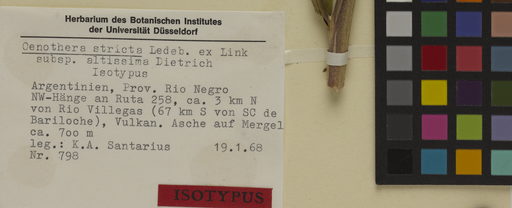 Herbarium des Botanischen Institutes
der Universität Düsseldorf
Oenothera stricta Ledeb. ex Link
subsp. altissima Dietrich
Isotypus
Argentinien, Prov. Rio Negro
NW-Hänge an Ruta 258, ca. 3 km N
von Rio Villegas (67 km S von SC de
Bariloche), Vulkan. Asche auf Mergel
ca. 7oo m
leg.: K.A. Santarius 19.1.68
Nr. 798
ISOTYPUS